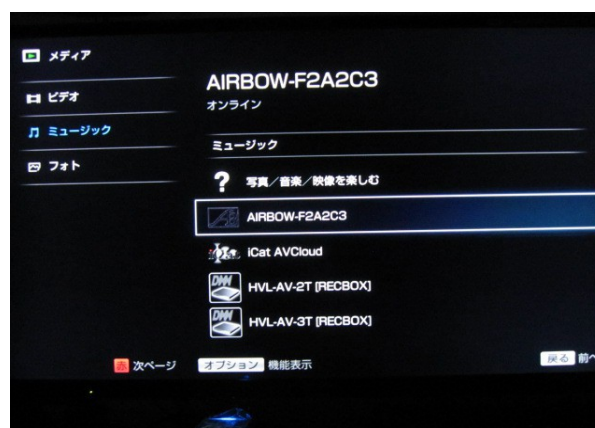 メディア
ビデオ
ミュージック
フォト
AIRBOW-F2A2C3
オンライン
ミュージック
写真／音楽／映像を楽しむ
AIRBOW-F2A2C3
iCat AVCloud
HVL-AV-2T [RECBOX]
HVL-AV-3T [RECBOX]
赤 次ページ オプション 機能表示 戻る 前へ